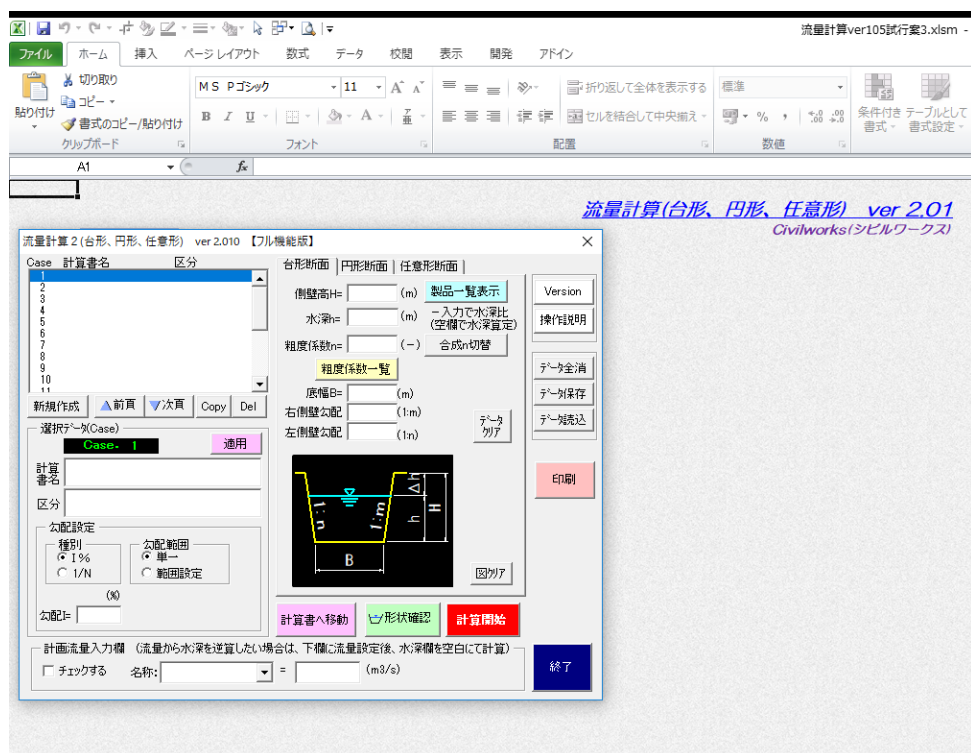 流量計算ver105試行案3.xlsm -
ファイル ホーム 挿入 ページ レイアウト 数式 データ 校閲 表示 開発 アドイン
貼り付け
切り取り
コピー
書式のコピー/貼り付け
クリップボード
ＭＳ Ｐゴシック 11
B I U
フォント
折り返して全体を表示する
セルを結合して中央揃え
配置
標準
% ,
数値
条件付き書式
テーブルとして書式設定
A1 fx
流量計算(台形、円形、任意形) ver 2.01
Civilworks(シビルワークス)
流量計算２(台形、円形、任意形) ver 2.010 【フル機能版】
Case 計算書名 区分
1
2
3
4
5
6
7
8
9
10
11
新規作成 ▲前頁 ▼次頁 Copy Del
選択ﾃﾞｰﾀ(Case)
Case- 1 適用
計算書名
区分
勾配設定
種別
I%
1/N
勾配範囲
単一
範囲設定
(%)
勾配I=
台形断面 円形断面 任意形断面
側壁高H= (m) 製品一覧表示
水深h= (m) －入力で水深比
(空欄で水深算定)
粗度係数n= (－) 合成n切替
粗度係数一覧
底幅B= (m)
右側壁勾配 (1:m)
左側壁勾配 (1:n)
ﾃﾞｰﾀ
ｸﾘｱ
Δh
H
h
1:n
1:m
B
図ｸﾘｱ
計算書へ移動 形状確認 計算開始
Version
操作説明
ﾃﾞｰﾀ全消
ﾃﾞｰﾀ保存
ﾃﾞｰﾀ読込
印刷
計画流量入力欄 （流量から水深を逆算したい場合は、下欄に流量設定後、水深欄を空白にて計算）
チェックする 名称: = (m3/s)
終了